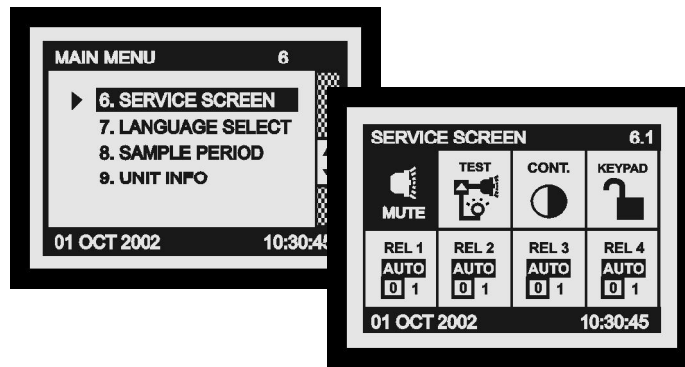 MAIN MENU 6
6. SERVICE SCREEN
7. LANGUAGE SELECT
8. SAMPLE PERIOD
9. UNIT INFO
01 OCT 2002 10:30:45
SERVICE SCREEN 6.1
MUTE
TEST
CONT.
KEYPAD
REL 1 REL 2 REL 3 REL 4
AUTO AUTO AUTO AUTO
0 1 0 1 0 1 0 1
01 OCT 2002 10:30:45